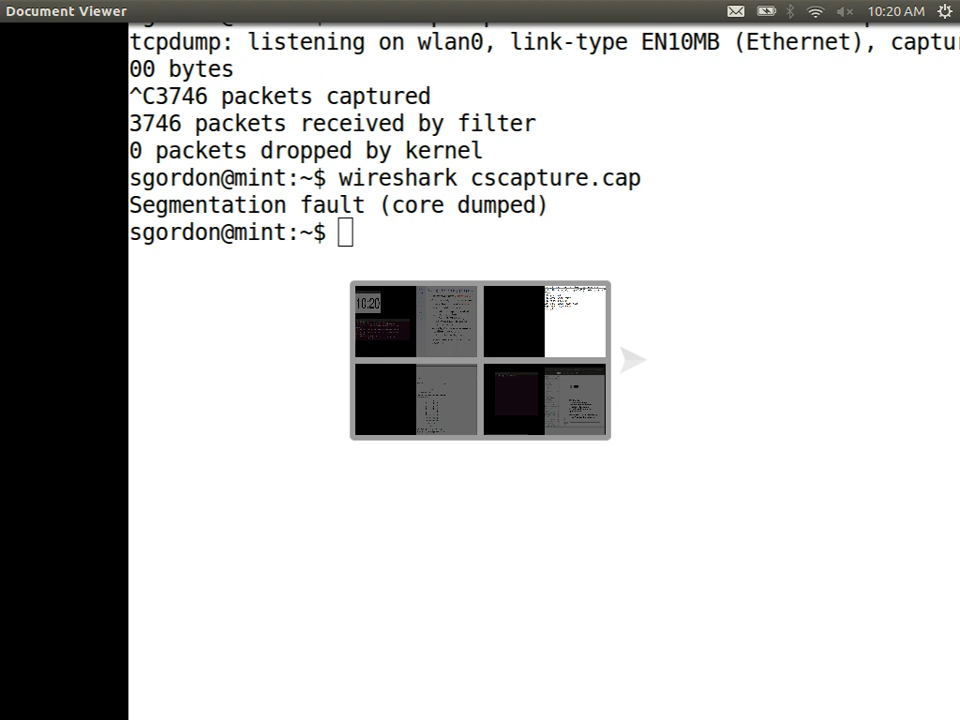 Document Viewer
10:20 AM
tcpdump: listening on wlan0, link-type EN10MB (Ethernet), captur
00 bytes
^C3746 packets captured
3746 packets received by filter
0 packets dropped by kernel
sgordon@mint:~$ wireshark cscapture.cap
Segmentation fault (core dumped)
sgordon@mint:~$
10:20